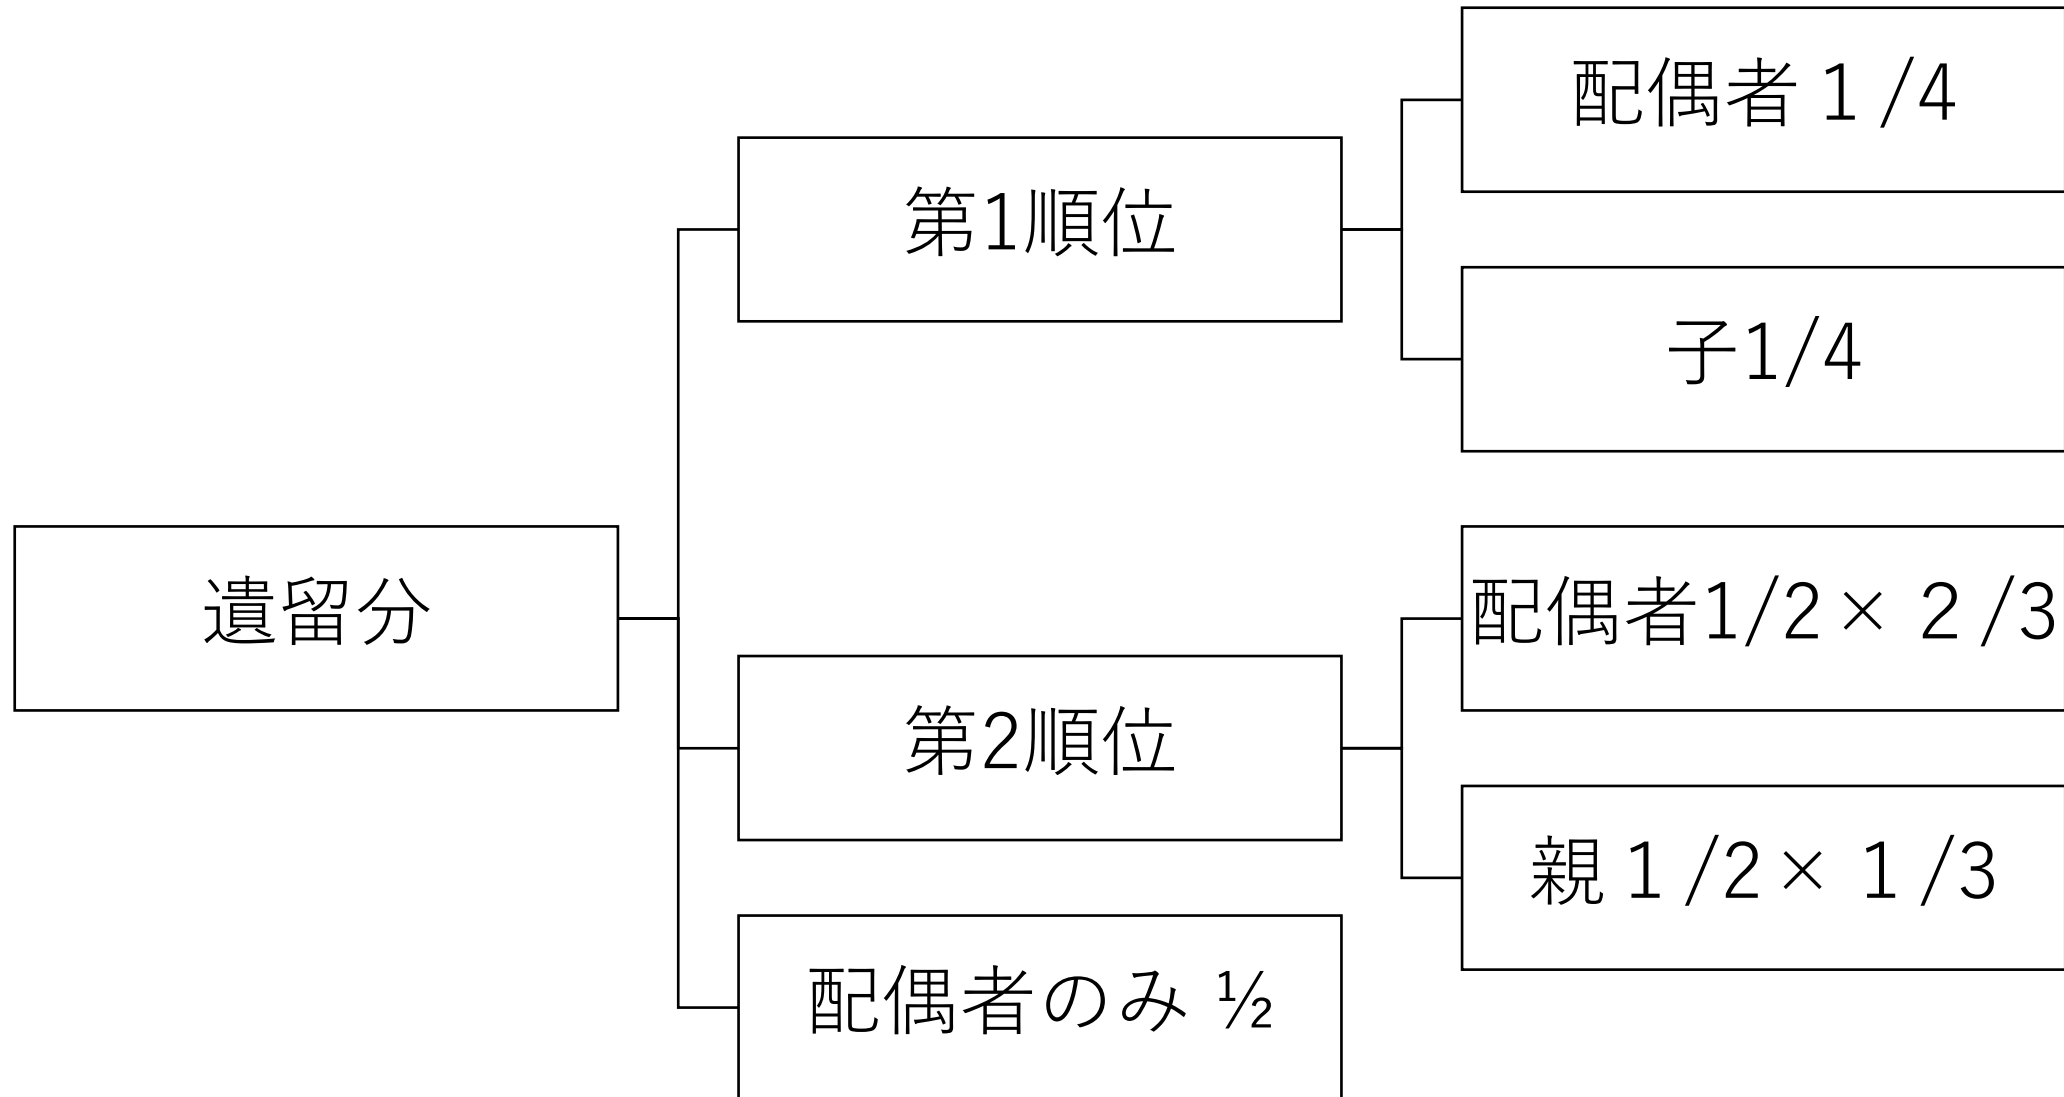 遺留分
第1順位
配偶者１/4
子1/4
第2順位
配偶者1/2×２/3
親１/2×１/3
配偶者のみ ½